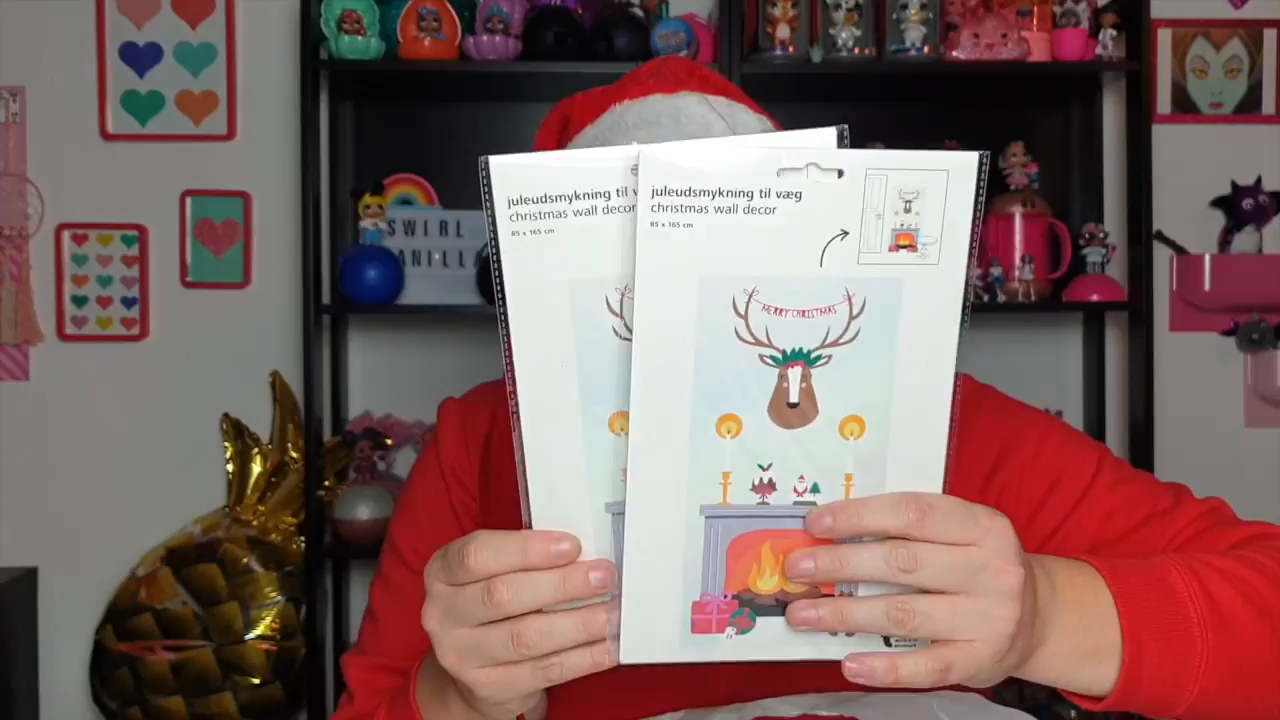 SWIRL
ANILLA
juleudsmykning til v
christmas wall decor
85 x 165 cm
juleudsmykning til væg
christmas wall decor
85 x 165 cm
MERRY CHRISTMAS